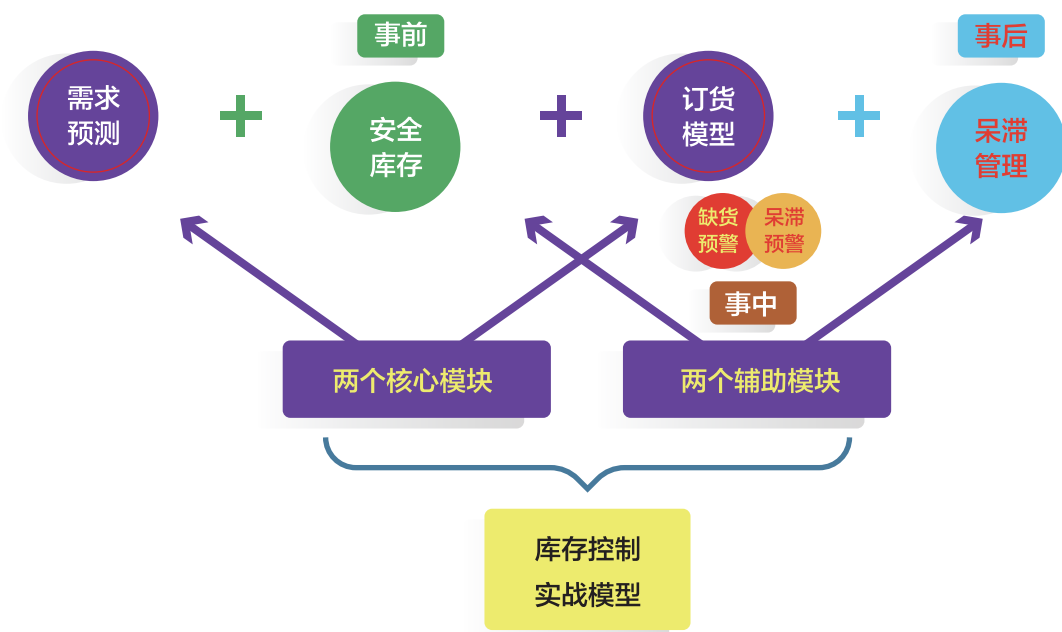 事前
事后
需求
预测
安全
库存
订货
模型
呆滞
管理
缺货
预警
呆滞
预警
事中
两个核心模块
两个辅助模块
库存控制
实战模型